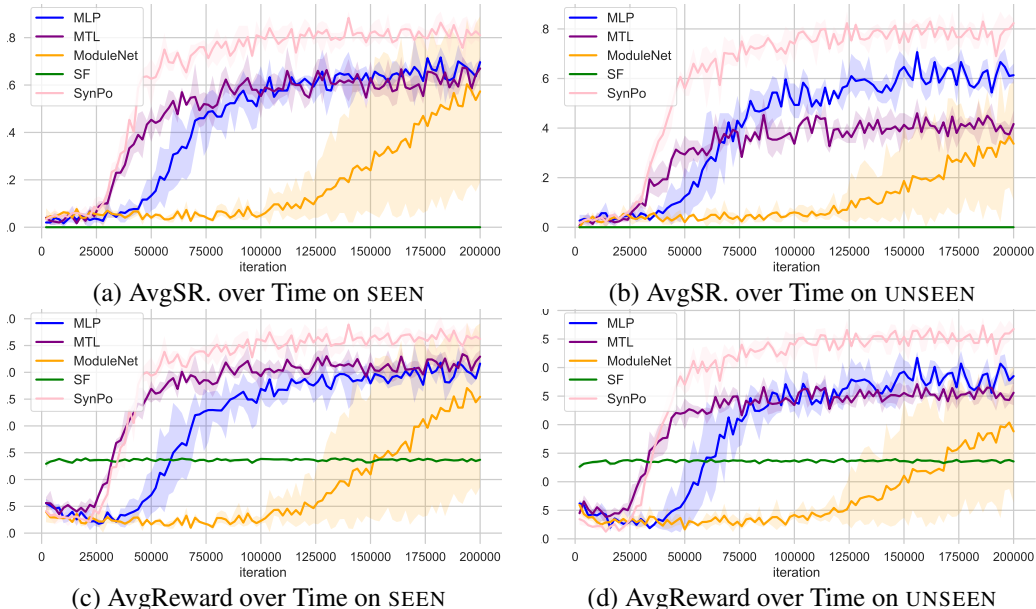 MLP
MTL
ModuleNet
SF
SynPo
.8
.6
.4
.2
.0
0 25000 50000 75000 100000 125000 150000 175000 200000
iteration
(a) AvgSR. over Time on SEEN
MLP
MTL
ModuleNet
SF
SynPo
8
6
4
2
0
0 25000 50000 75000 100000 125000 150000 175000 200000
iteration
(b) AvgSR. over Time on UNSEEN
MLP
MTL
ModuleNet
SF
SynPo
.0
.5
.0
.5
.0
.5
.0
.5
.0
0 25000 50000 75000 100000 125000 150000 175000 200000
iteration
(c) AvgReward over Time on SEEN
MLP
MTL
ModuleNet
SF
SynPo
0
5
0
5
0
5
0
5
0
0 25000 50000 75000 100000 125000 150000 175000 200000
iteration
(d) AvgReward over Time on UNSEEN